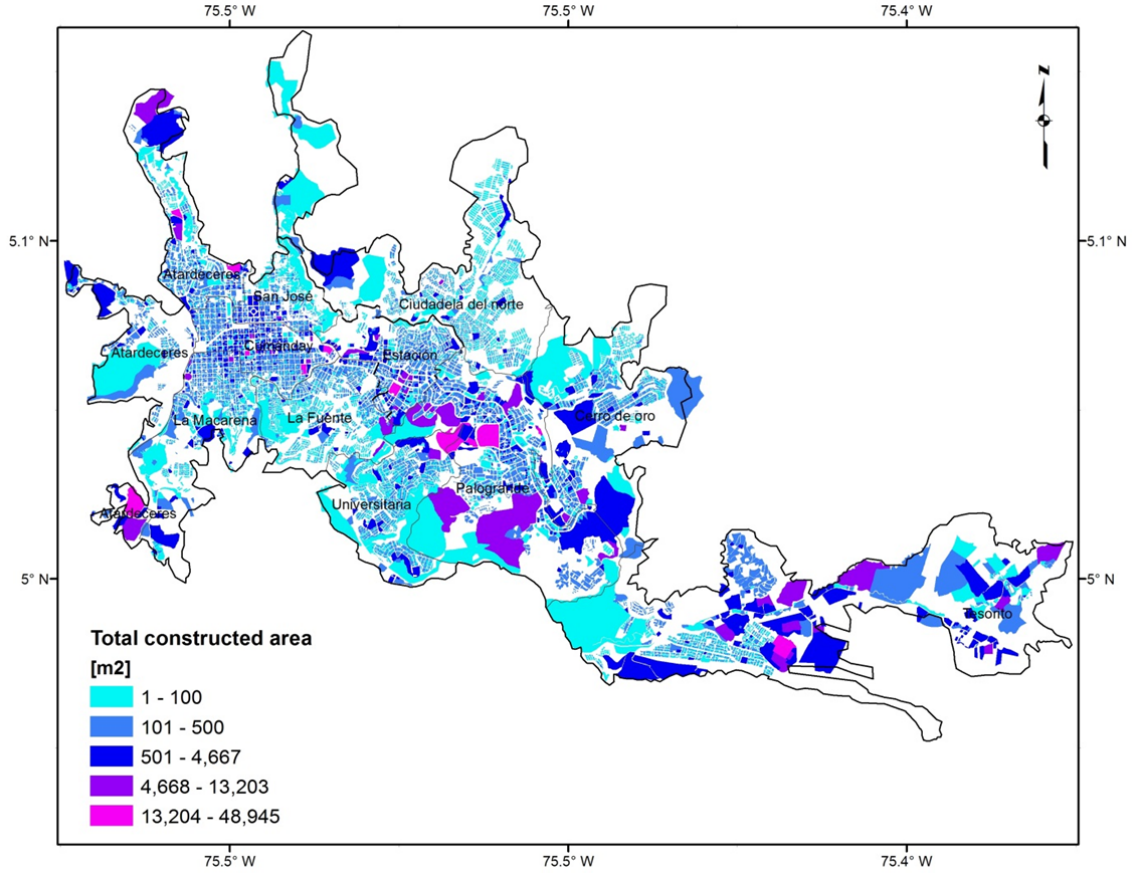 75.5° W 75.5° W 75.4° W
N
5.1° N 5.1° N
Atardeceres
San José
Ciudadela del norte
Cumanday
Atardeceres
Estación
Cerro de oro
La Macarena
La Fuente
Palogrande
Universitaria
Atardeceres
5° N 5° N
Tesorito
Total constructed area
[m2]
1 - 100
101 - 500
501 - 4,667
4,668 - 13,203
13,204 - 48,945
75.5° W 75.5° W 75.4° W